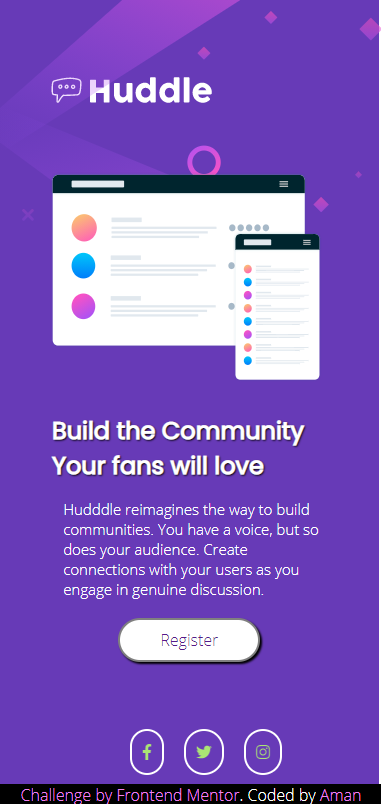 Huddle
Build the Community
Your fans will love
Hudddle reimagines the way to build
communities. You have a voice, but so
does your audience. Create
connections with your users as you
engage in genuine discussion.
Register
Challenge by Frontend Mentor. Coded by Aman